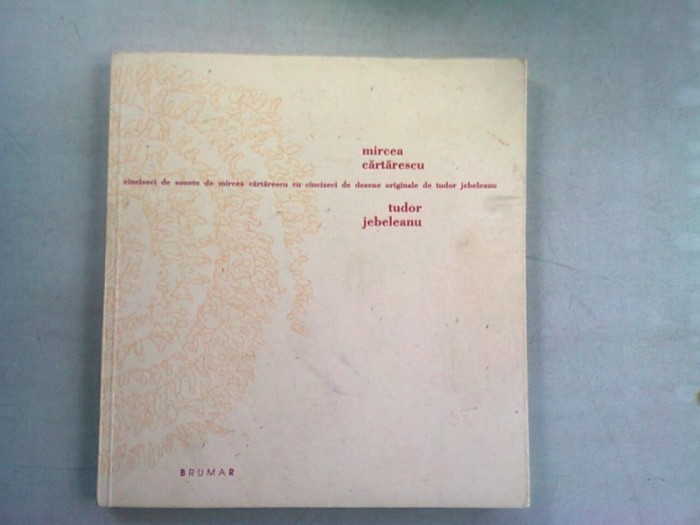 mircea
cărtărescu
cincizeci de sonete de mircea cărtărescu cu cincizeci de desene originale de tudor jebeleanu
tudor
jebeleanu
BRUMAR